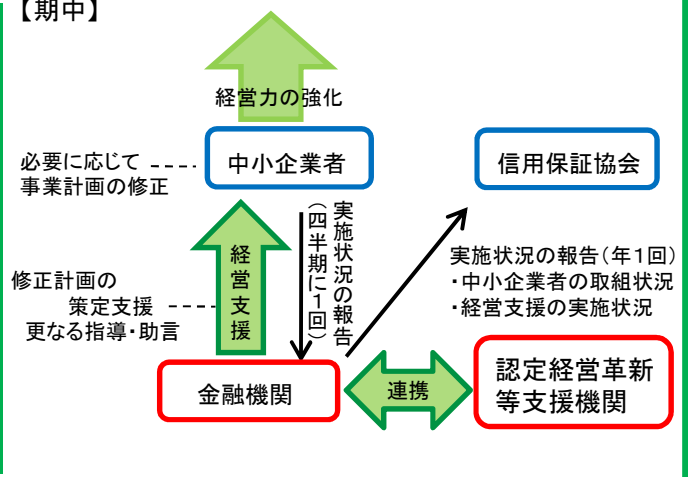 【期中】
経営力の強化
中小企業者
信用保証協会
必要に応じて
事業計画の修正
経営支援
実施状況の報告
(四半期に1回)
実施状況の報告(年1回)
・中小企業者の取組状況
・経営支援の実施状況
修正計画の
策定支援
更なる指導・助言
金融機関
連携
認定経営革新
等支援機関